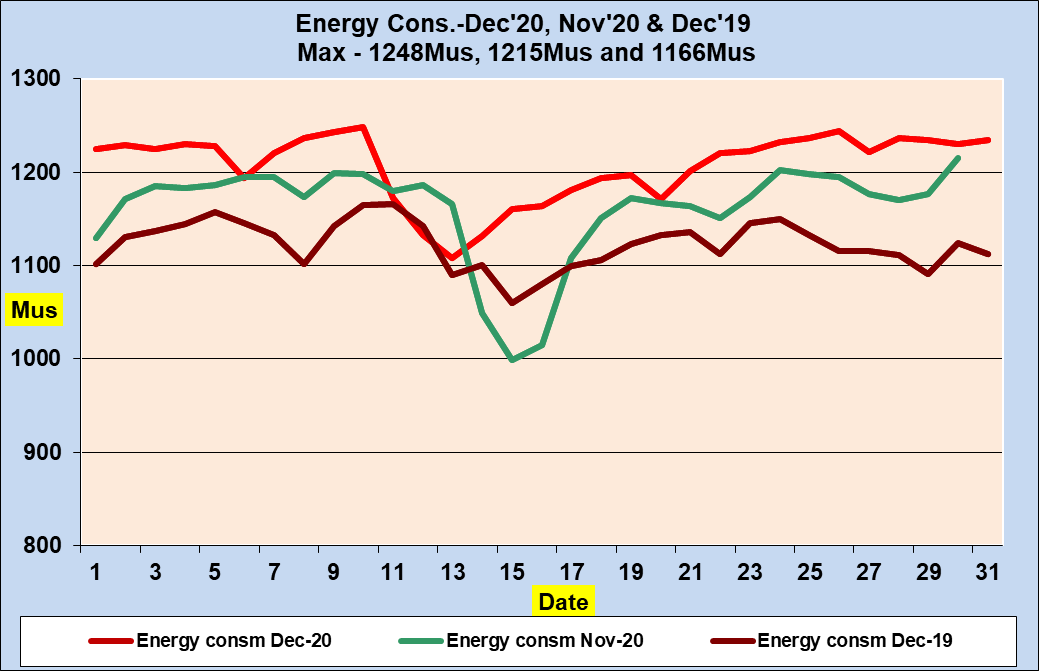 Energy Cons.-Dec'20, Nov'20 & Dec'19
Max - 1248Mus, 1215Mus and 1166Mus
1300
1200
1100
Mus
1000
900
800
1 3 5 7 9 11 13 15 17 19 21 23 25 27 29 31
Date
Energy consm Dec-20 Energy consm Nov-20 Energy consm Dec-19